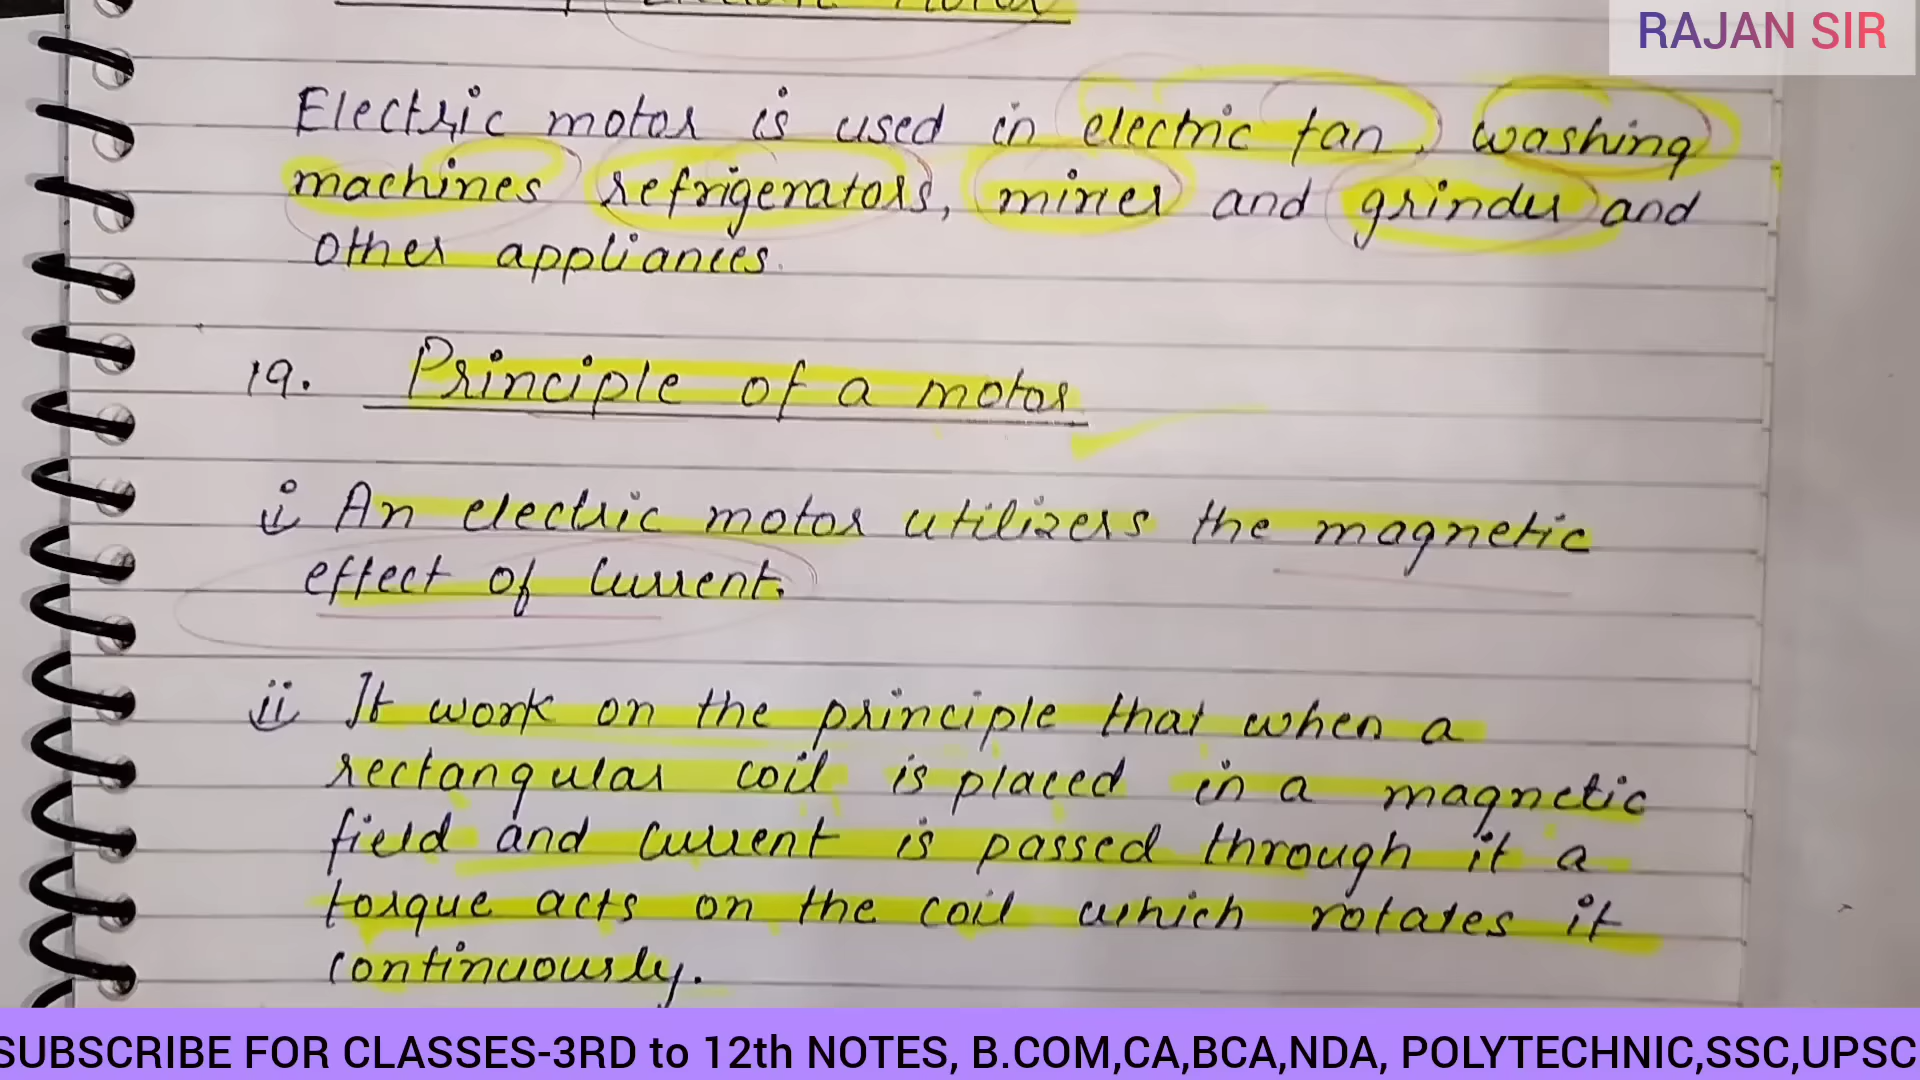 Electric Motor
RAJAN SIR
Electric motor is used in electric fan, washing
machines refrigerators, mixer and grinder and
other appliances.
19. Principle of a motor
i An electric motor utilizers the magnetic
effect of current.
ii It work on the principle that when a
rectangular coil is placed in a magnetic
field and current is passed through it a
torque acts on the coil which rotates it
continuously.
SUBSCRIBE FOR CLASSES-3RD to 12th NOTES, B.COM,CA,BCA,NDA, POLYTECHNIC,SSC,UPSC